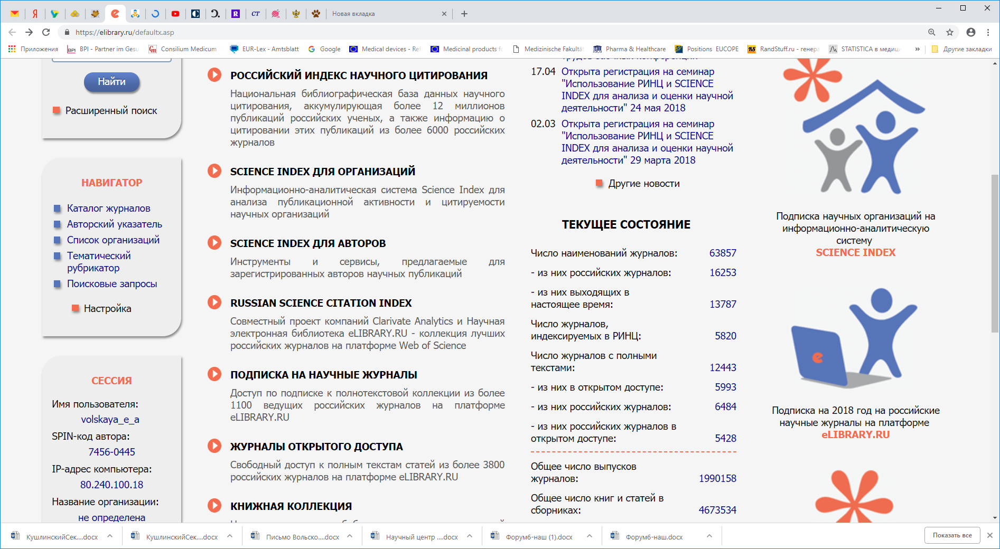 Новая вкладка
https://elibrary.ru/defaultx.asp
Приложения
BPI - Partner im Gesu
Consilium Medicum
EUR-Lex - Amtsblatt
Google
Medical devices - Ref
Medicinal products f
Medizinische Fakultät
Pharma & Healthcare
Positions EUCOPE
RandStuff.ru - генера
STATISTICA в медици
»
Другие закладки
Найти
Расширенный поиск
НАВИГАТОР
Каталог журналов
Авторский указатель
Список организаций
Тематический
рубрикатор
Поисковые запросы
Настройка
СЕССИЯ
Имя пользователя:
volskaya_e_a
SPIN-код автора:
7456-0445
IP-адрес компьютера:
80.240.100.18
Название организации:
не определена
РОССИЙСКИЙ ИНДЕКС НАУЧНОГО ЦИТИРОВАНИЯ
Национальная библиографическая база данных научного
цитирования, аккумулирующая более 12 миллионов
публикаций российских ученых, а также информацию о
цитировании этих публикаций из более 6000 российских
журналов
SCIENCE INDEX ДЛЯ ОРГАНИЗАЦИЙ
Информационно-аналитическая система Science Index для
анализа публикационной активности и цитируемости
научных организаций
SCIENCE INDEX ДЛЯ АВТОРОВ
Инструменты и сервисы, предлагаемые для
зарегистрированных авторов научных публикаций
RUSSIAN SCIENCE CITATION INDEX
Совместный проект компаний Clarivate Analytics и Научная
электронная библиотека eLIBRARY.RU - коллекция лучших
российских журналов на платформе Web of Science
ПОДПИСКА НА НАУЧНЫЕ ЖУРНАЛЫ
Доступ по подписке к полнотекстовой коллекции из более
1100 ведущих российских журналов на платформе
eLIBRARY.RU
ЖУРНАЛЫ ОТКРЫТОГО ДОСТУПА
Свободный доступ к полным текстам статей из более 3800
российских журналов на платформе eLIBRARY.RU
КНИЖНАЯ КОЛЛЕКЦИЯ
17.04 Открыта регистрация на семинар
"Использование РИНЦ и SCIENCE
INDEX для анализа и оценки научной
деятельности" 24 мая 2018
02.03 Открыта регистрация на семинар
"Использование РИНЦ и SCIENCE
INDEX для анализа и оценки научной
деятельности" 29 марта 2018
Другие новости
ТЕКУЩЕЕ СОСТОЯНИЕ
Число наименований журналов: 63857
- из них российских журналов: 16253
- из них выходящих в
настоящее время: 13787
Число журналов,
индексируемых в РИНЦ: 5820
Число журналов с полными
текстами: 12443
- из них в открытом доступе: 5993
- из них российских журналов: 6484
- из них российских журналов в
открытом доступе: 5428
Общее число выпусков
журналов: 1990158
Общее число книг и статей в
сборниках: 4673534
Подписка научных организаций на
информационно-аналитическую
систему
SCIENCE INDEX
Подписка на 2018 год на российские
научные журналы на платформе
eLIBRARY.RU
КушлинскийСек....docx
КушлинскийСек....docx
Письмо Вольско....docx
Научный центр ....docx
Форум6-наш (1).docx
Форум6-наш.docx
Показать все